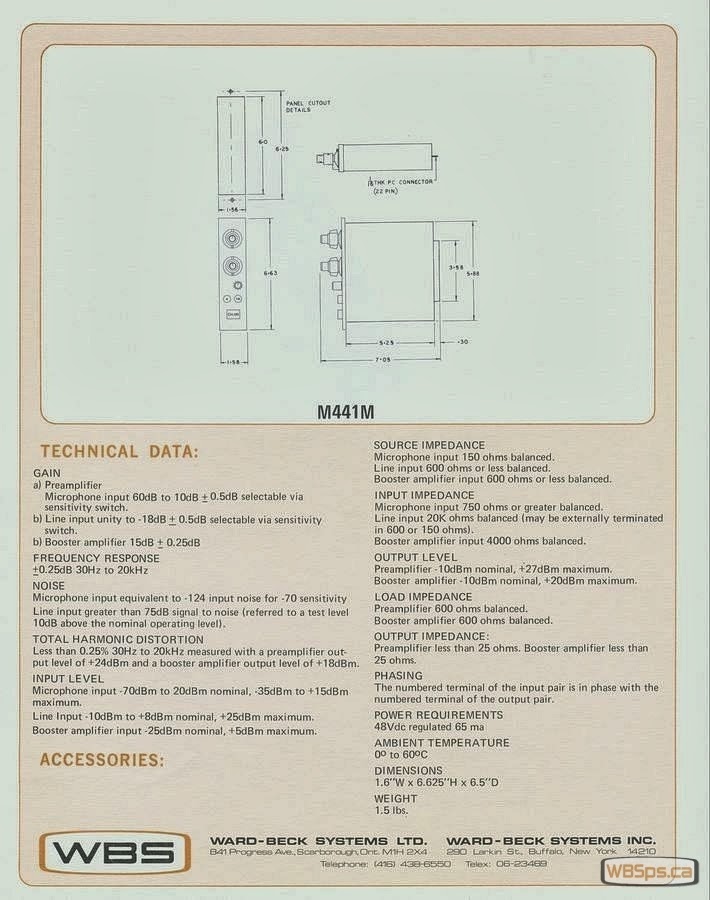 PANEL CUTOUT
DETAILS
6·0
6·25
1·56
1/8 THK PC CONNECTOR
(22 PIN)
6·63
3·58
5·88
5·25
·30
1·58
7·05
M441M
TECHNICAL DATA:
GAIN
a) Preamplifier
Microphone input 60dB to 10dB ± 0.5dB selectable via
sensitivity switch.
b) Line input unity to -18dB ± 0.5dB selectable via sensitivity
switch.
b) Booster amplifier 15dB ± 0.25dB
FREQUENCY RESPONSE
±0.25dB 30Hz to 20kHz
NOISE
Microphone input equivalent to -124 input noise for -70 sensitivity
Line input greater than 75dB signal to noise (referred to a test level
10dB above the nominal operating level).
TOTAL HARMONIC DISTORTION
Less than 0.25% 30Hz to 20kHz measured with a preamplifier out-
put level of +24dBm and a booster amplifier output level of +18dBm.
INPUT LEVEL
Microphone input -70dBm to 20dBm nominal, -35dBm to +15dBm
maximum.
Line Input -10dBm to +8dBm nominal, +25dBm maximum.
Booster amplifier input -25dBm nominal, +5dBm maximum.
ACCESSORIES:
SOURCE IMPEDANCE
Microphone input 150 ohms balanced.
Line input 600 ohms or less balanced.
Booster amplifier input 600 ohms or less balanced.
INPUT IMPEDANCE
Microphone input 750 ohms or greater balanced.
Line input 20K ohms balanced (may be externally terminated
in 600 or 150 ohms).
Booster amplifier input 4000 ohms balanced.
OUTPUT LEVEL
Preamplifier -10dBm nominal, +27dBm maximum.
Booster amplifier -10dBm nominal, +20dBm maximum.
LOAD IMPEDANCE
Preamplifier 600 ohms balanced.
Booster amplifier 600 ohms balanced.
OUTPUT IMPEDANCE:
Preamplifier less than 25 ohms. Booster amplifier less than
25 ohms.
PHASING
The numbered terminal of the input pair is in phase with the
numbered terminal of the output pair.
POWER REQUIREMENTS
48Vdc regulated 65 ma
AMBIENT TEMPERATURE
0º to 60ºC
DIMENSIONS
1.6"W x 6.625"H x 6.5"D
WEIGHT
1.5 lbs.
WBS
WARD-BECK SYSTEMS LTD. WARD-BECK SYSTEMS INC.
841 Progress Ave., Scarborough, Ont. M1H 2X4 290 Larkin St., Buffalo, New York 14210
Telephone: (416) 438-6550 Telex: 06-23469
WBSps.ca